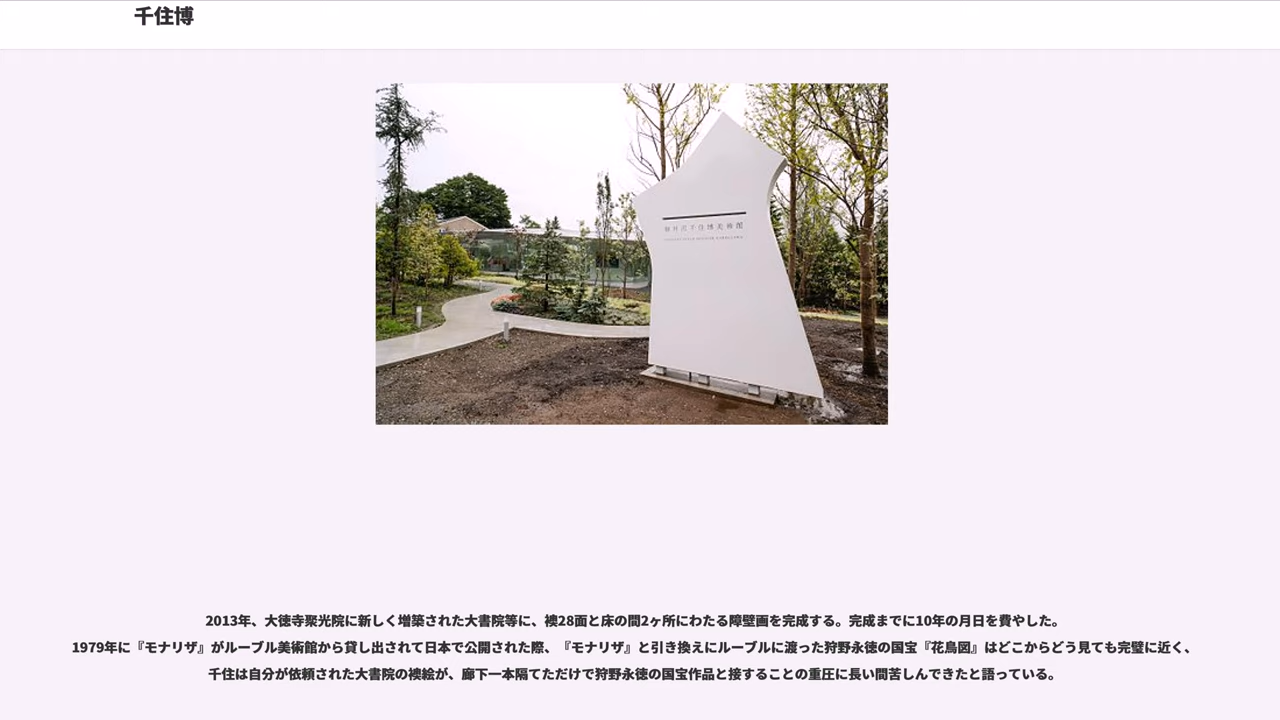 千住博
軽井沢千住博美術館
2013年、大徳寺聚光院に新しく増築された大書院等に、襖28面と床の間2ヶ所にわたる障壁画を完成する。完成までに10年の月日を費やした。
1979年に『モナリザ』がルーブル美術館から貸し出されて日本で公開された際、『モナリザ』と引き換えにルーブルに渡った狩野永徳の国宝『花鳥図』はどこからどう見ても完璧に近く、
千住は自分が依頼された大書院の襖絵が、廊下一本隔てただけで狩野永徳の国宝作品と接することの重圧に長い間苦しんできたと語っている。